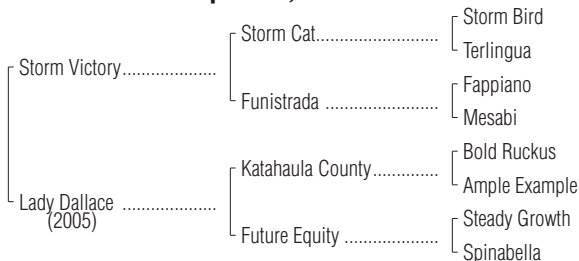 Storm Bird
Storm Cat........................
Terlingua
Storm Victory...................
Fappiano
Funistrada ......................
Mesabi
Bold Ruckus
Katahaula County...............
Ample Example
Lady Dallace ...................
(2005)
Steady Growth
Future Equity ...................
Spinabella